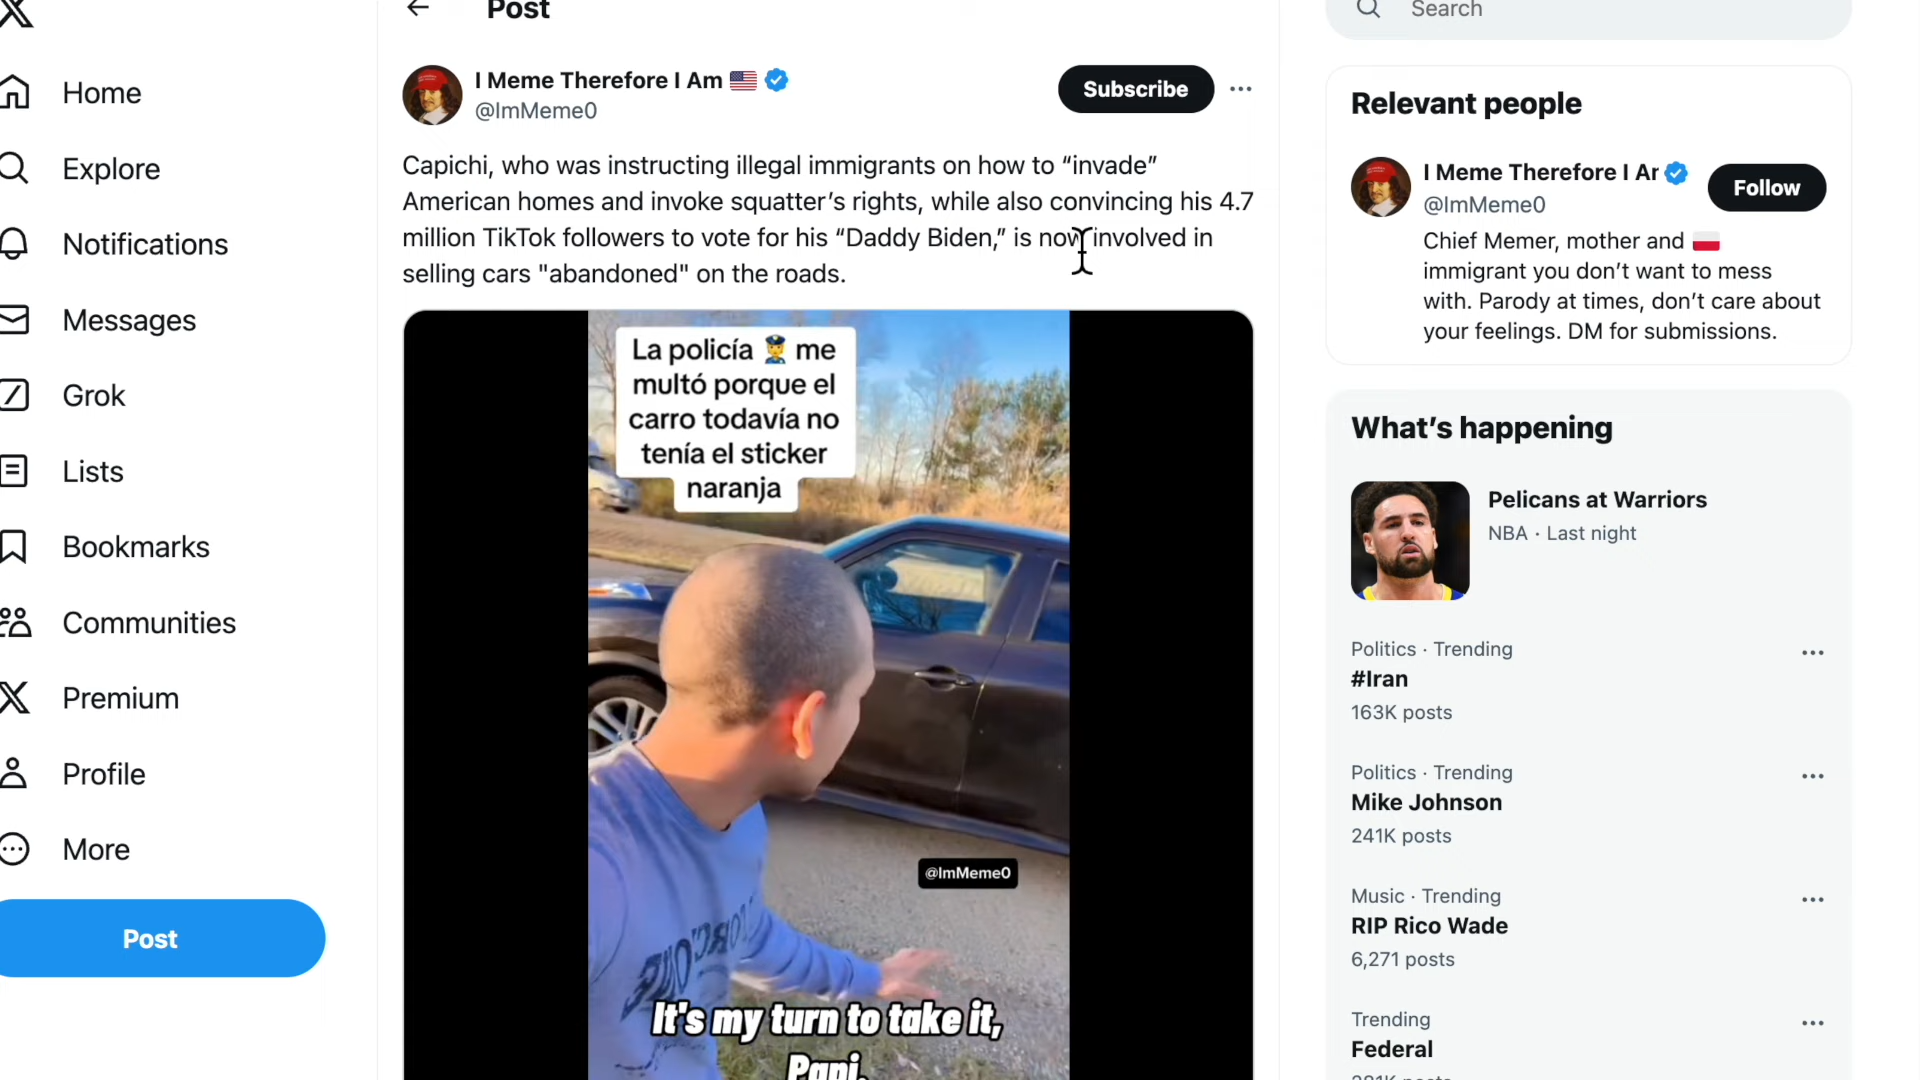 Post
Search
Home
Explore
Notifications
Messages
Grok
Lists
Bookmarks
Communities
Premium
Profile
More
Post
I Meme Therefore I Am 🇺🇸
@ImMeme0
Subscribe
Capichi, who was instructing illegal immigrants on how to “invade”
American homes and invoke squatter’s rights, while also convincing his 4.7
million TikTok followers to vote for his “Daddy Biden,” is now involved in
selling cars "abandoned" on the roads.
La policía 👮 me
multó porque el
carro todavía no
tenía el sticker
naranja
@ImMeme0
It's my turn to take it,
Papi.
Relevant people
I Meme Therefore I Ar
@ImMeme0
Follow
Chief Memer, mother and 🇵🇱
immigrant you don’t want to mess
with. Parody at times, don’t care about
your feelings. DM for submissions.
What’s happening
Pelicans at Warriors
NBA · Last night
Politics · Trending
#Iran
163K posts
Politics · Trending
Mike Johnson
241K posts
Music · Trending
RIP Rico Wade
6,271 posts
Trending
Federal